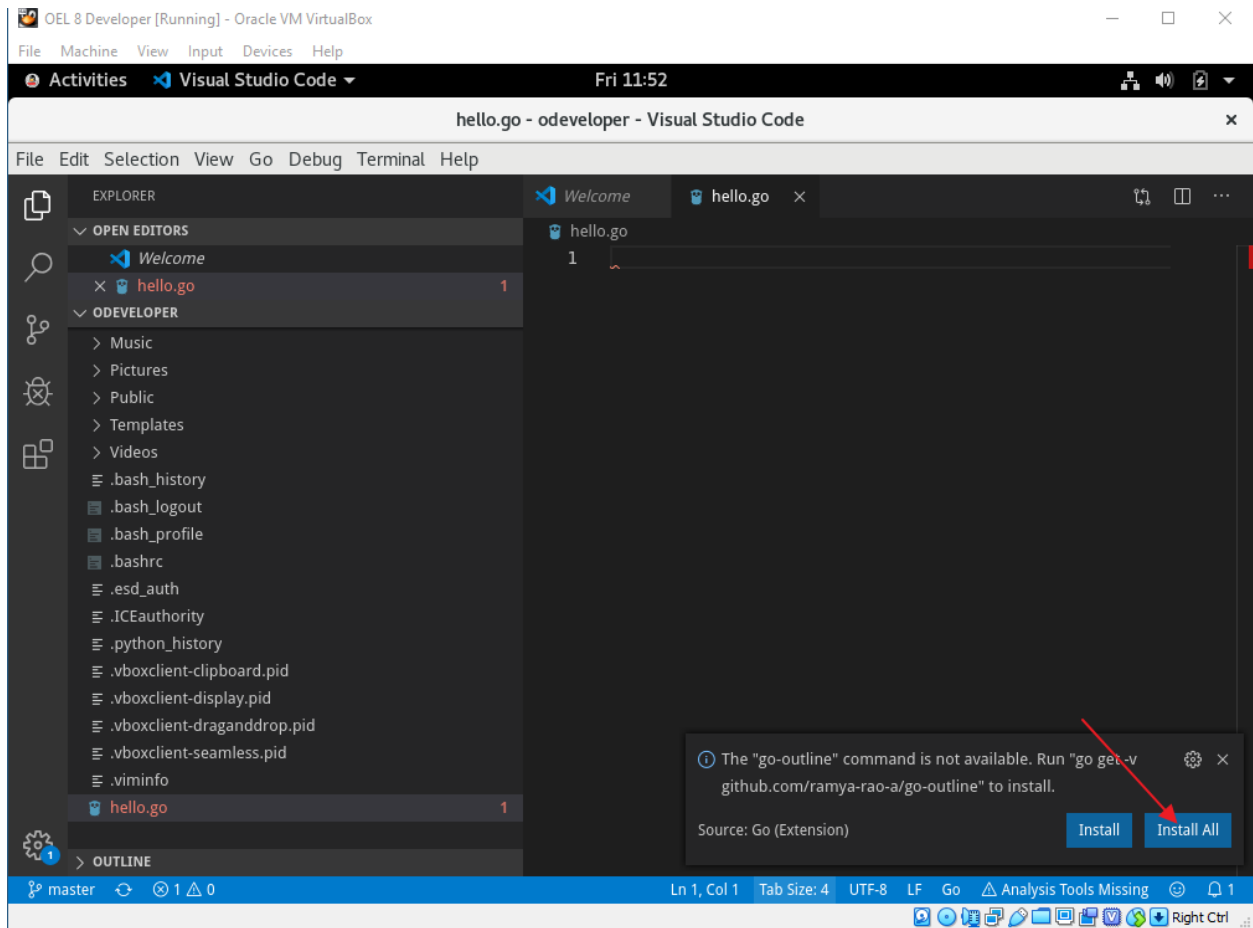 OEL 8 Developer [Running] - Oracle VM VirtualBox
File Machine View Input Devices Help
Activities Visual Studio Code Fri 11:52
hello.go - odeveloper - Visual Studio Code
File Edit Selection View Go Debug Terminal Help
EXPLORER
OPEN EDITORS
Welcome
hello.go 1
ODEVELOPER
Music
Pictures
Public
Templates
Videos
.bash_history
.bash_logout
.bash_profile
.bashrc
.esd_auth
.ICEauthority
.python_history
.vboxclient-clipboard.pid
.vboxclient-display.pid
.vboxclient-draganddrop.pid
.vboxclient-seamless.pid
.viminfo
hello.go 1
OUTLINE
1
Welcome hello.go
hello.go
1
The "go-outline" command is not available. Run "go get -v
github.com/ramya-rao-a/go-outline" to install.
Source: Go (Extension) Install Install All
master 1 0 Ln 1, Col 1 Tab Size: 4 UTF-8 LF Go Analysis Tools Missing 1
Right Ctrl